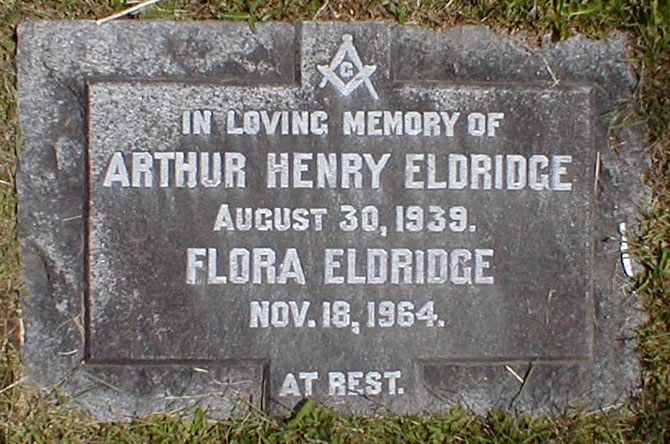 G
IN LOVING MEMORY OF
ARTHUR HENRY ELDRIDGE
AUGUST 30, 1939.
FLORA ELDRIDGE
NOV. 18, 1964.
AT REST.